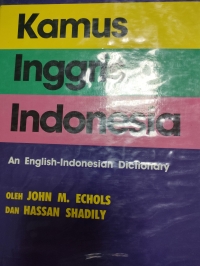 Kamus
Inggris
Indonesia
An English-Indonesian Dictionary
OLEH JOHN M. ECHOLS
DAN HASSAN SHADILY